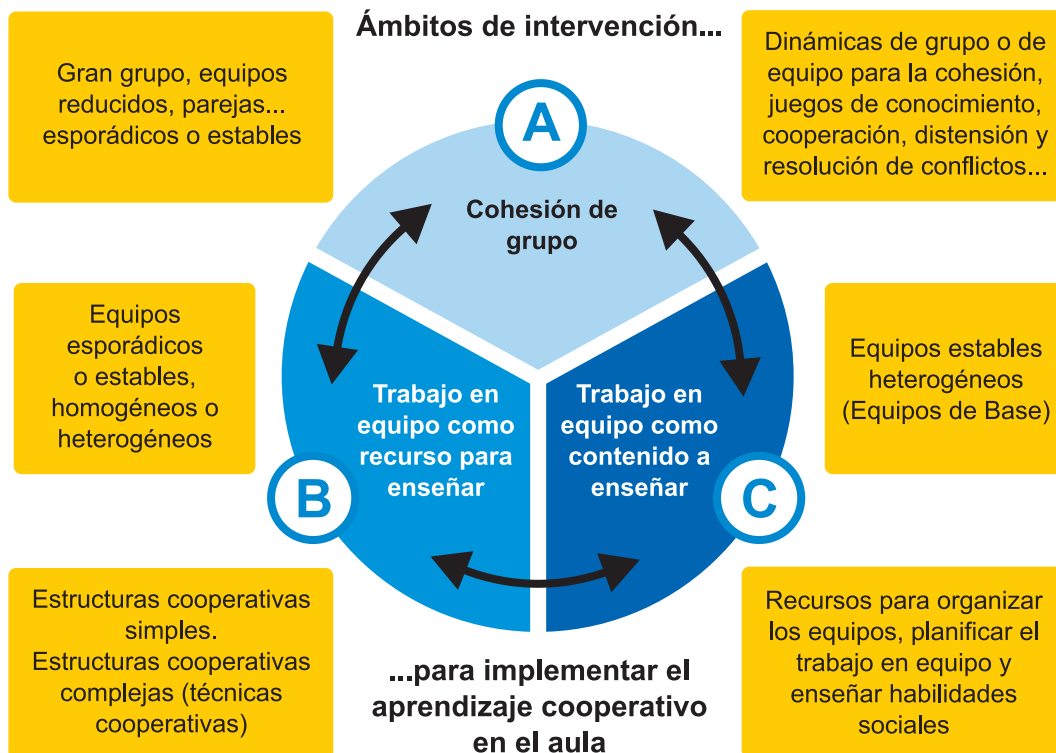 Ámbitos de intervención...
Gran grupo, equipos
reducidos, parejas...
esporádicos o estables
Dinámicas de grupo o de
equipo para la cohesión,
juegos de conocimiento,
cooperación, distensión y
resolución de conflictos...
A
Cohesión de
grupo
Equipos
esporádicos
o estables,
homogéneos o
heterogéneos
Trabajo en
equipo como
recurso para
enseñar
B
Trabajo en
equipo como
contenido a
enseñar
C
Equipos estables
heterogéneos
(Equipos de Base)
Estructuras cooperativas
simples.
Estructuras cooperativas
complejas (técnicas
cooperativas)
...para implementar el
aprendizaje cooperativo
en el aula
Recursos para organizar
los equipos, planificar el
trabajo en equipo y
enseñar habilidades
sociales